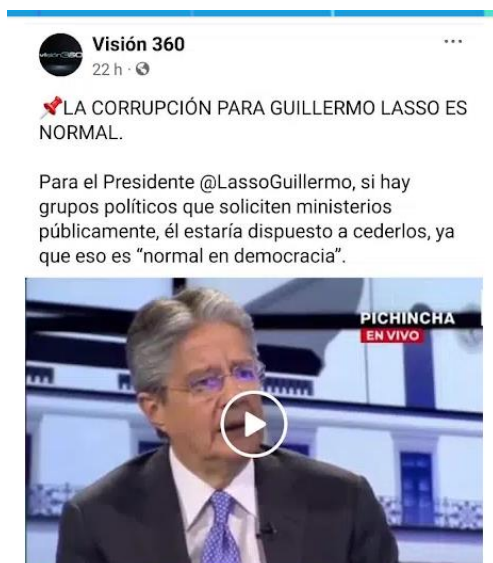 Visión 360
22 h ·
📌LA CORRUPCIÓN PARA GUILLERMO LASSO ES
NORMAL.
Para el Presidente @LassoGuillermo, si hay
grupos políticos que soliciten ministerios
públicamente, él estaría dispuesto a cederlos, ya
que eso es “normal en democracia”.
PICHINCHA
EN VIVO